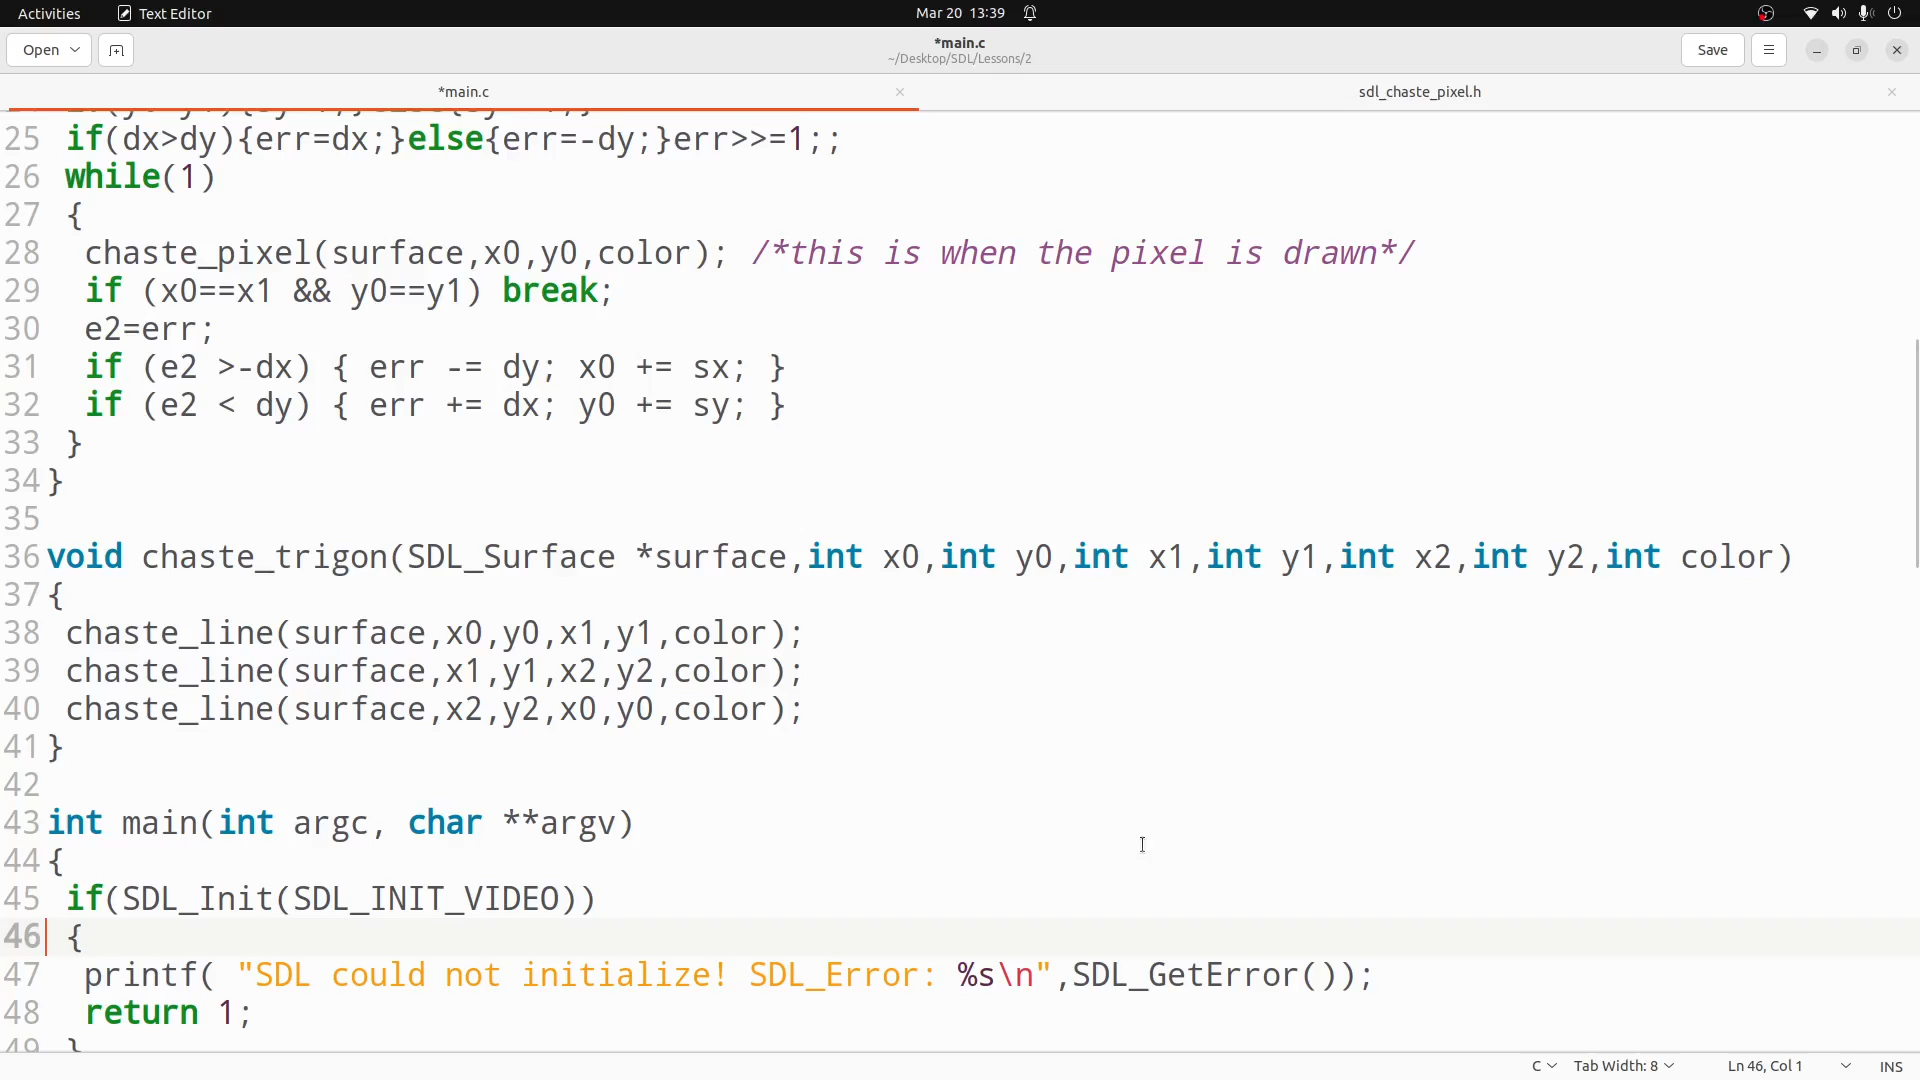 Activities Text Editor Mar 20 13:39
Open *main.c Save
~/Desktop/SDL/Lessons/2
*main.c sdl_chaste_pixel.h
25 if(dx>dy){err=dx;}else{err=-dy;}err>>=1;;
26 while(1)
27 {
28 chaste_pixel(surface,x0,y0,color); /*this is when the pixel is drawn*/
29 if (x0==x1 && y0==y1) break;
30 e2=err;
31 if (e2 >-dx) { err -= dy; x0 += sx; }
32 if (e2 < dy) { err += dx; y0 += sy; }
33 }
34 }
35
36 void chaste_trigon(SDL_Surface *surface,int x0,int y0,int x1,int y1,int x2,int y2,int color)
37 {
38 chaste_line(surface,x0,y0,x1,y1,color);
39 chaste_line(surface,x1,y1,x2,y2,color);
40 chaste_line(surface,x2,y2,x0,y0,color);
41 }
42
43 int main(int argc, char **argv)
44 {
45 if(SDL_Init(SDL_INIT_VIDEO))
46 {
47 printf( "SDL could not initialize! SDL_Error: %s\n",SDL_GetError());
48 return 1;
49 }
C Tab Width: 8 Ln 46, Col 1 INS